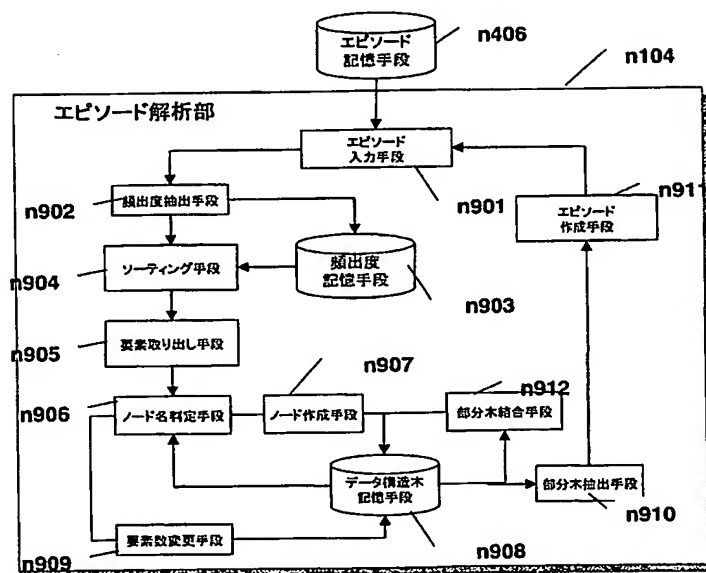 エピソード
記憶手段
n406
n104
エピソード解析部
エピソード
入力手段
n901
n911
エピソード
作成手段
n902
頻出度抽出手段
n904
ソーティング手段
頻出度
記憶手段
n903
n905
要素取り出し手段
n907
n912
n906
ノード名判定手段
ノード作成手段
部分木結合手段
データ構造木
記憶手段
部分木抽出手段
n910
n909
要素数変更手段
n908